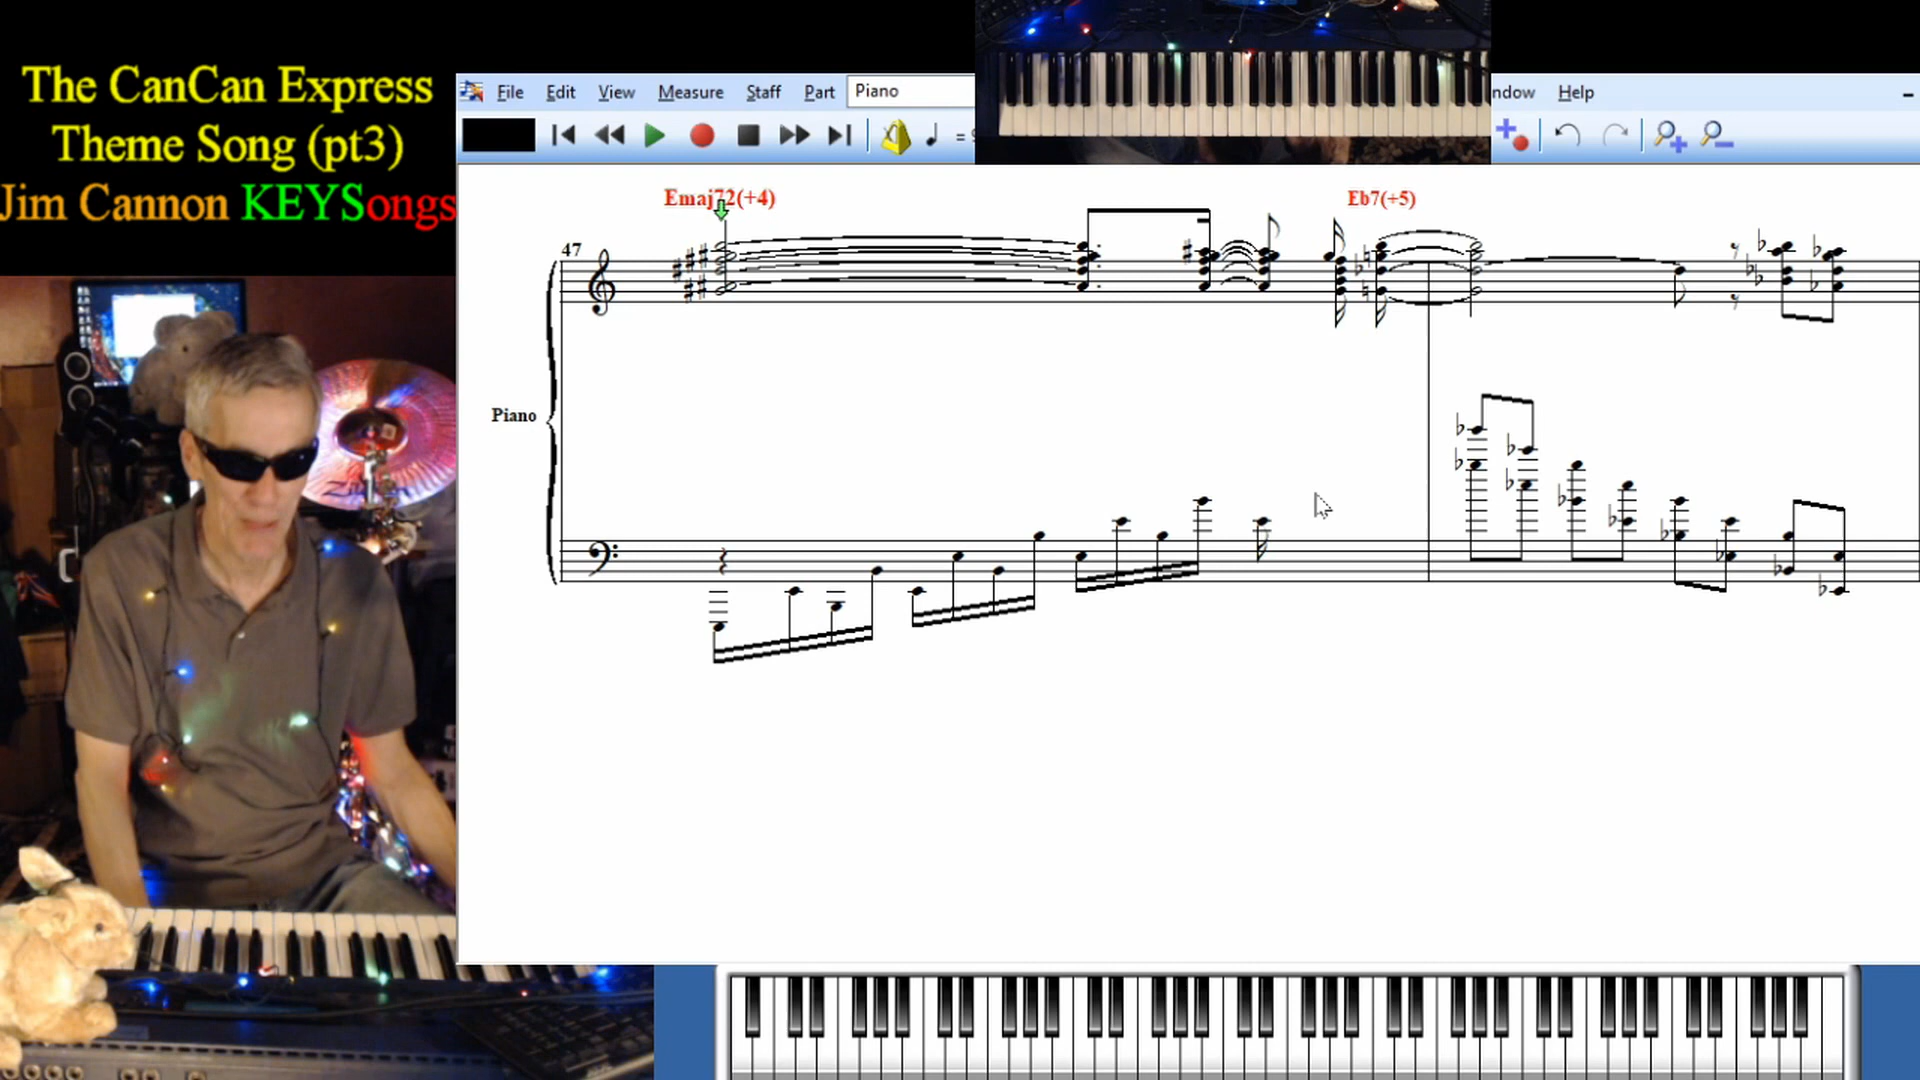 The CanCan Express
Theme Song (pt3)
Jim Cannon KEYSongs
File Edit View Measure Staff Part Piano
ndow Help
Emaj72(+4)
Eb7(+5)
47
Piano